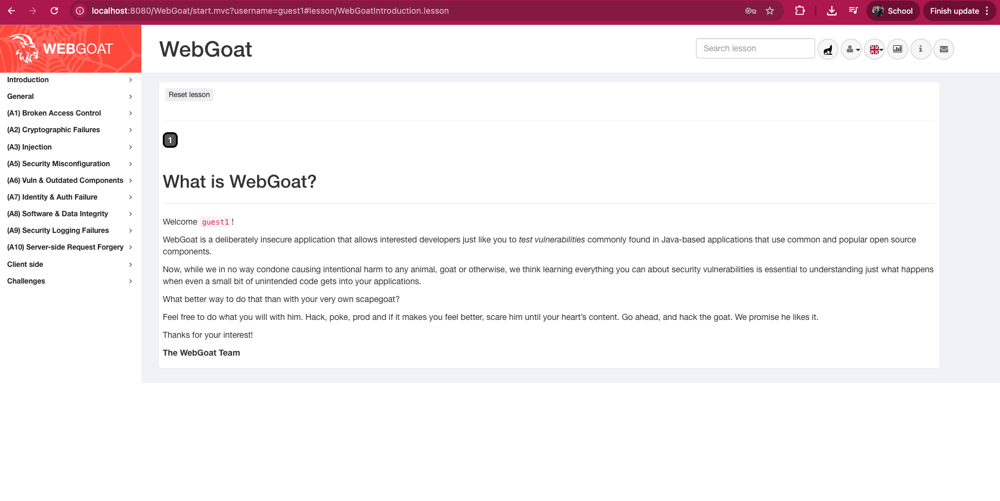 localhost:8080/WebGoat/start.mvc?username=guest1#lesson/WebGoatIntroduction.lesson
School
Finish update
WEBGOAT
WebGoat
Search lesson
Introduction
General
(A1) Broken Access Control
(A2) Cryptographic Failures
(A3) Injection
(A5) Security Misconfiguration
(A6) Vuln & Outdated Components
(A7) Identity & Auth Failure
(A8) Software & Data Integrity
(A9) Security Logging Failures
(A10) Server-side Request Forgery
Client side
Challenges
Reset lesson
1
What is WebGoat?
Welcome guest1!
WebGoat is a deliberately insecure application that allows interested developers just like you to test vulnerabilities commonly found in Java-based applications that use common and popular open source
components.
Now, while we in no way condone causing intentional harm to any animal, goat or otherwise, we think learning everything you can about security vulnerabilities is essential to understanding just what happens
when even a small bit of unintended code gets into your applications.
What better way to do that than with your very own scapegoat?
Feel free to do what you will with him. Hack, poke, prod and if it makes you feel better, scare him until your heart’s content. Go ahead, and hack the goat. We promise he likes it.
Thanks for your interest!
The WebGoat Team